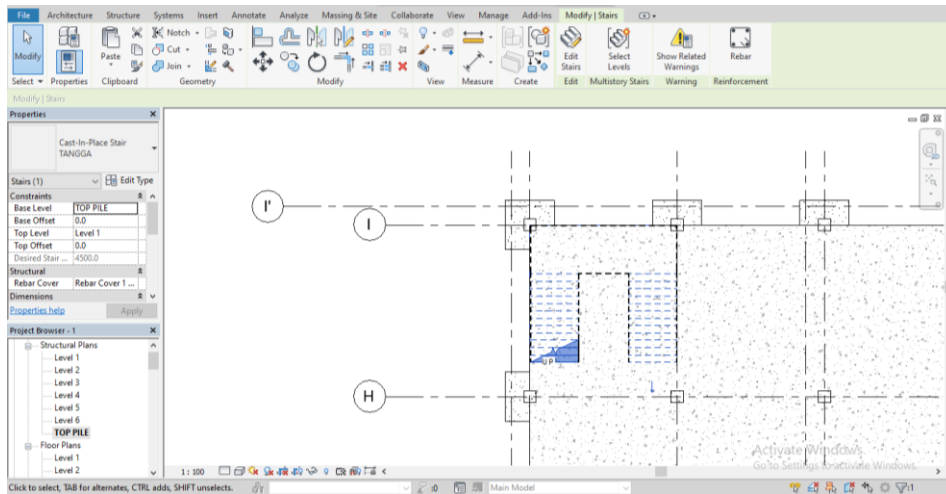 File Architecture Structure Systems Insert Annotate Analyze Massing & Site Collaborate View Manage Add-Ins Modify | Stairs
Modify
Paste
Notch
Cut
Join
Edit
Stairs
Select
Levels
Show Related
Warnings
Rebar
Select Properties Clipboard Geometry Modify View Measure Create Edit Multistory Stairs Warning Reinforcement
Modify | Stairs
Properties
Cast-In-Place Stair
TANGGA
Stairs (1) Edit Type
Constraints
Base Level TOP PILE
Base Offset 0.0
Top Level Level 1
Top Offset 0.0
Desired Stair ... 4500.0
Structural
Rebar Cover Rebar Cover 1 ...
Dimensions
Properties help Apply
Project Browser - 1
Structural Plans
Level 1
Level 2
Level 3
Level 4
Level 5
Level 6
TOP PILE
Floor Plans
Level 1
Level 2
I'
I
UP
H
Activate Windows
Go to Settings to activate Windows.
1 : 100
Click to select, TAB for alternates, CTRL adds, SHIFT unselects. :0 Main Model :1